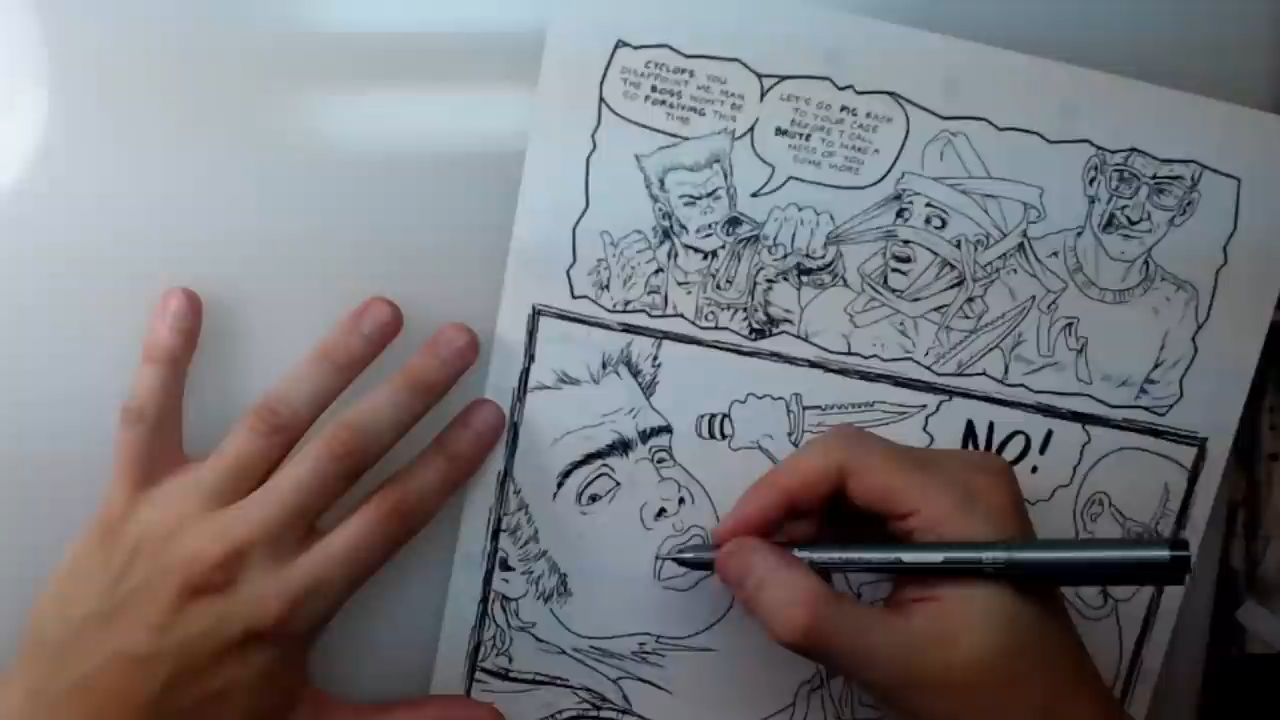 CYCLOPS, YOU
DISAPPOINT ME, MAN
THE BOSS WON'T BE
SO FORGIVING THIS
TIME
LET'S GO PIG BACK
TO YOUR CAGE
BEFORE I CALL
BRUTE TO MAKE A
MESS OF YOU
SOME MORE
NO!